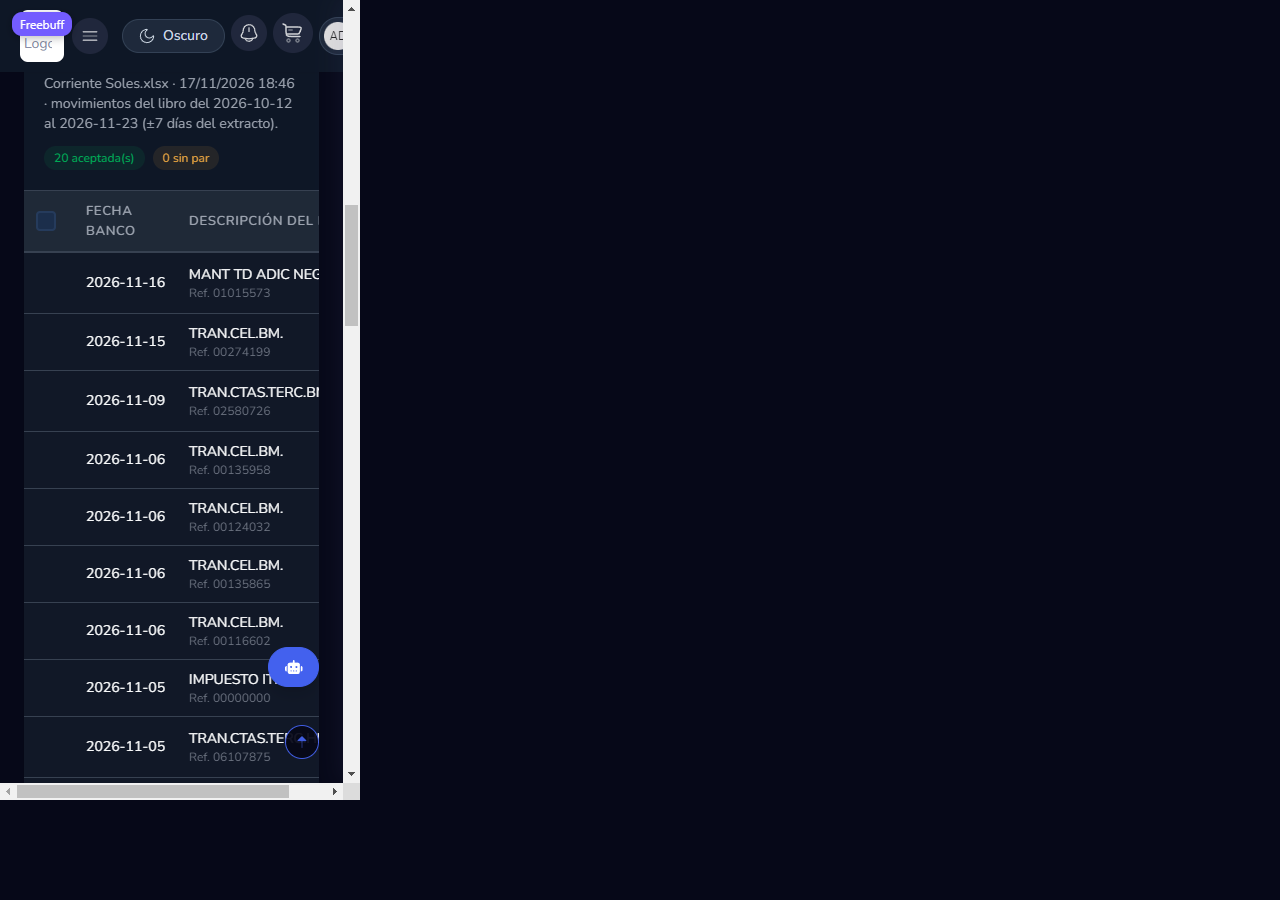 Freebuff
Logo
Oscuro
AD
Corriente Soles.xlsx · 17/11/2026 18:46
· movimientos del libro del 2026-10-12
al 2026-11-23 (±7 días del extracto).
20 aceptada(s) 0 sin par
FECHA BANCO
DESCRIPCIÓN DEL
2026-11-16 MANT TD ADIC NEG
Ref. 01015573
2026-11-15 TRAN.CEL.BM.
Ref. 00274199
2026-11-09 TRAN.CTAS.TERC.BM
Ref. 02580726
2026-11-06 TRAN.CEL.BM.
Ref. 00135958
2026-11-06 TRAN.CEL.BM.
Ref. 00124032
2026-11-06 TRAN.CEL.BM.
Ref. 00135865
2026-11-06 TRAN.CEL.BM.
Ref. 00116602
2026-11-05 IMPUESTO
Ref. 00000000
2026-11-05
Ref. 06107875